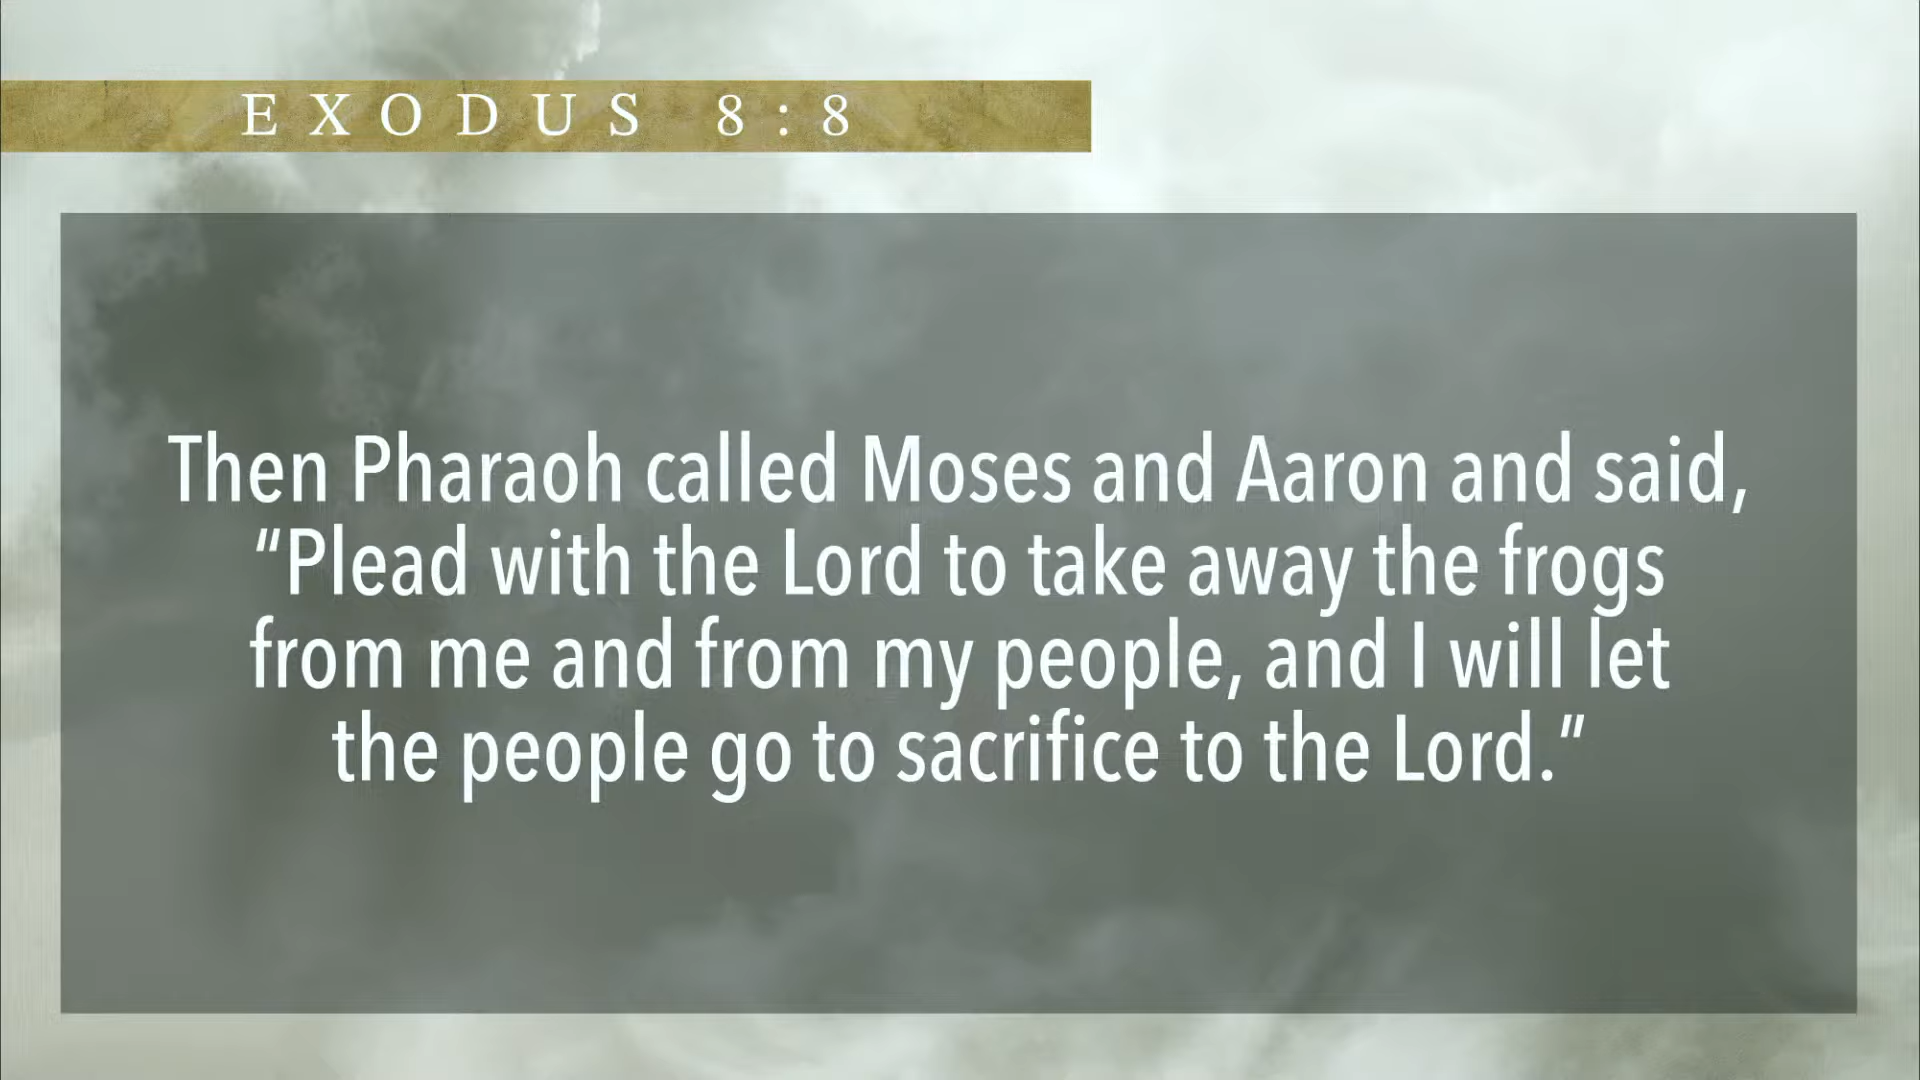 EXODUS 8:8
Then Pharaoh called Moses and Aaron and said,
“Plead with the Lord to take away the frogs
from me and from my people, and I will let
the people go to sacrifice to the Lord.”